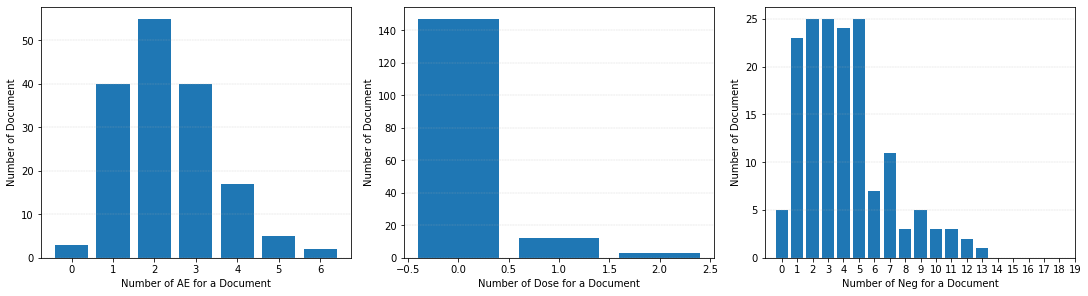 Number of Document
50
40
30
20
10
0
0 1 2 3 4 5 6
Number of AE for a Document
Number of Document
140
120
100
80
60
40
20
0
−0.5 0.0 0.5 1.0 1.5 2.0 2.5
Number of Dose for a Document
Number of Document
25
20
15
10
5
0
0 1 2 3 4 5 6 7 8 9 10 11 12 13 14 15 16 17 18 19
Number of Neg for a Document